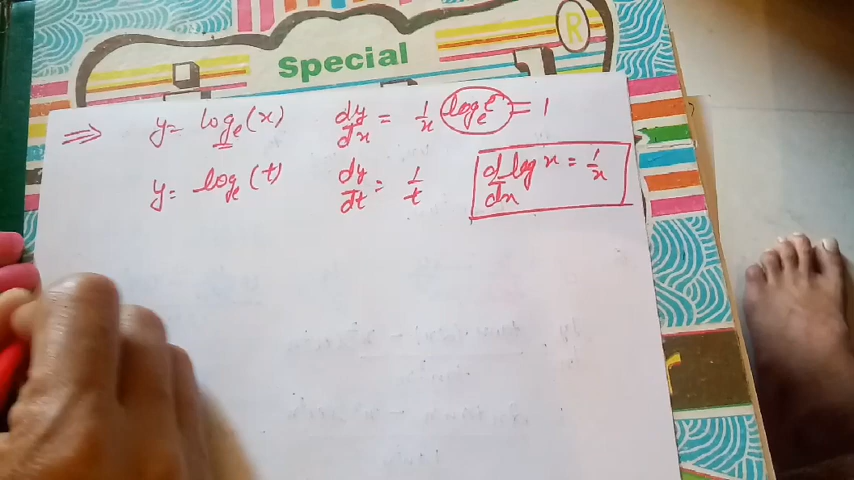 Special
R
⇒ y = logₑ(x) dy/dx = 1/x logₑe = 1
y = logₑ(t) dy/dt = 1/t d/dx log x = 1/x